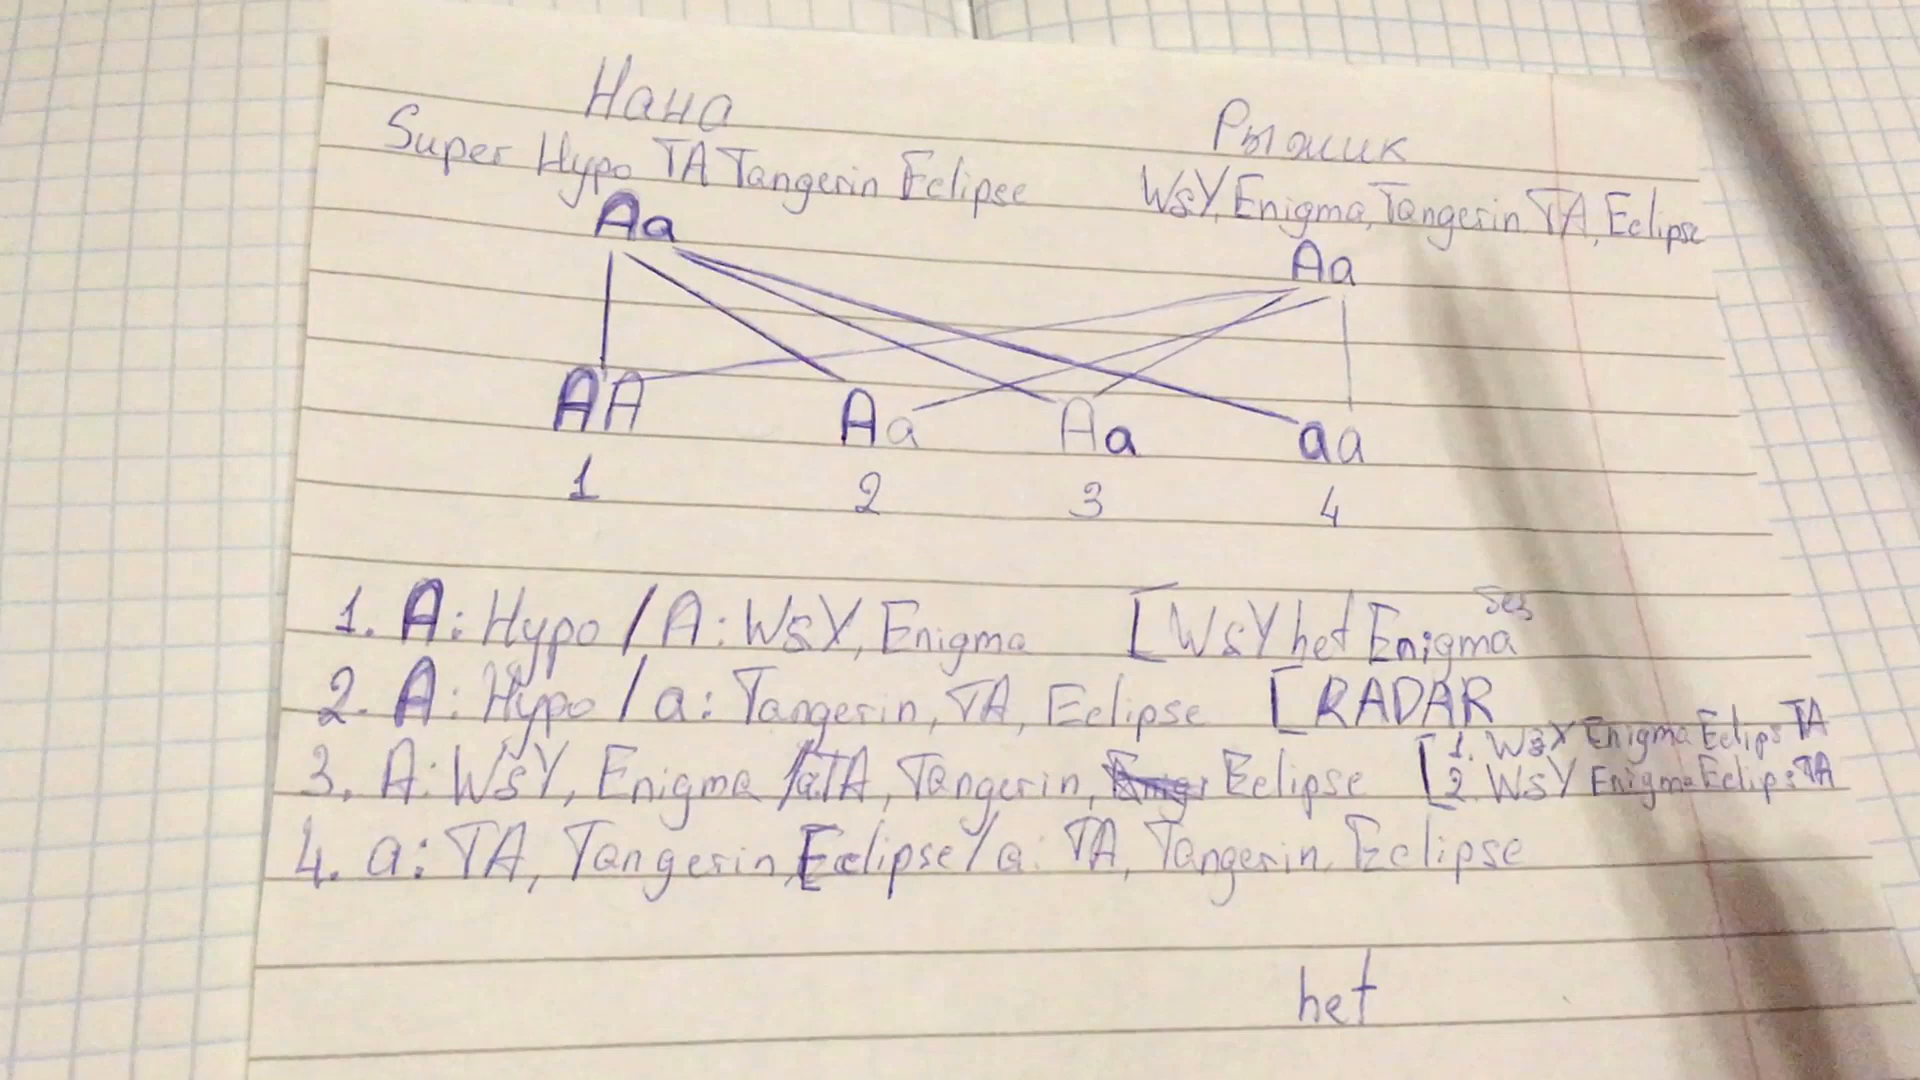 Нана
Рыжик
Super Hypo TA Tangerin Eclipse
WsY, Enigma, Tangerin TA, Eclipse
Aa
Aa
AA Aa Aa aa
1 2 3 4
1. A: Hypo / A: WsY, Enigma [WsY het Enigma без
2. A: Hypo / a: Tangerin, TA, Eclipse [RADAR
3. A: WsY, Enigma /a:TA, Tangerin, Eclipse [1. WsY Enigma Eclips TA
2. WsY Enigma Eclips TA
4. a: TA, Tangerin, Eclipse / a: TA, Tangerin, Eclipse
het